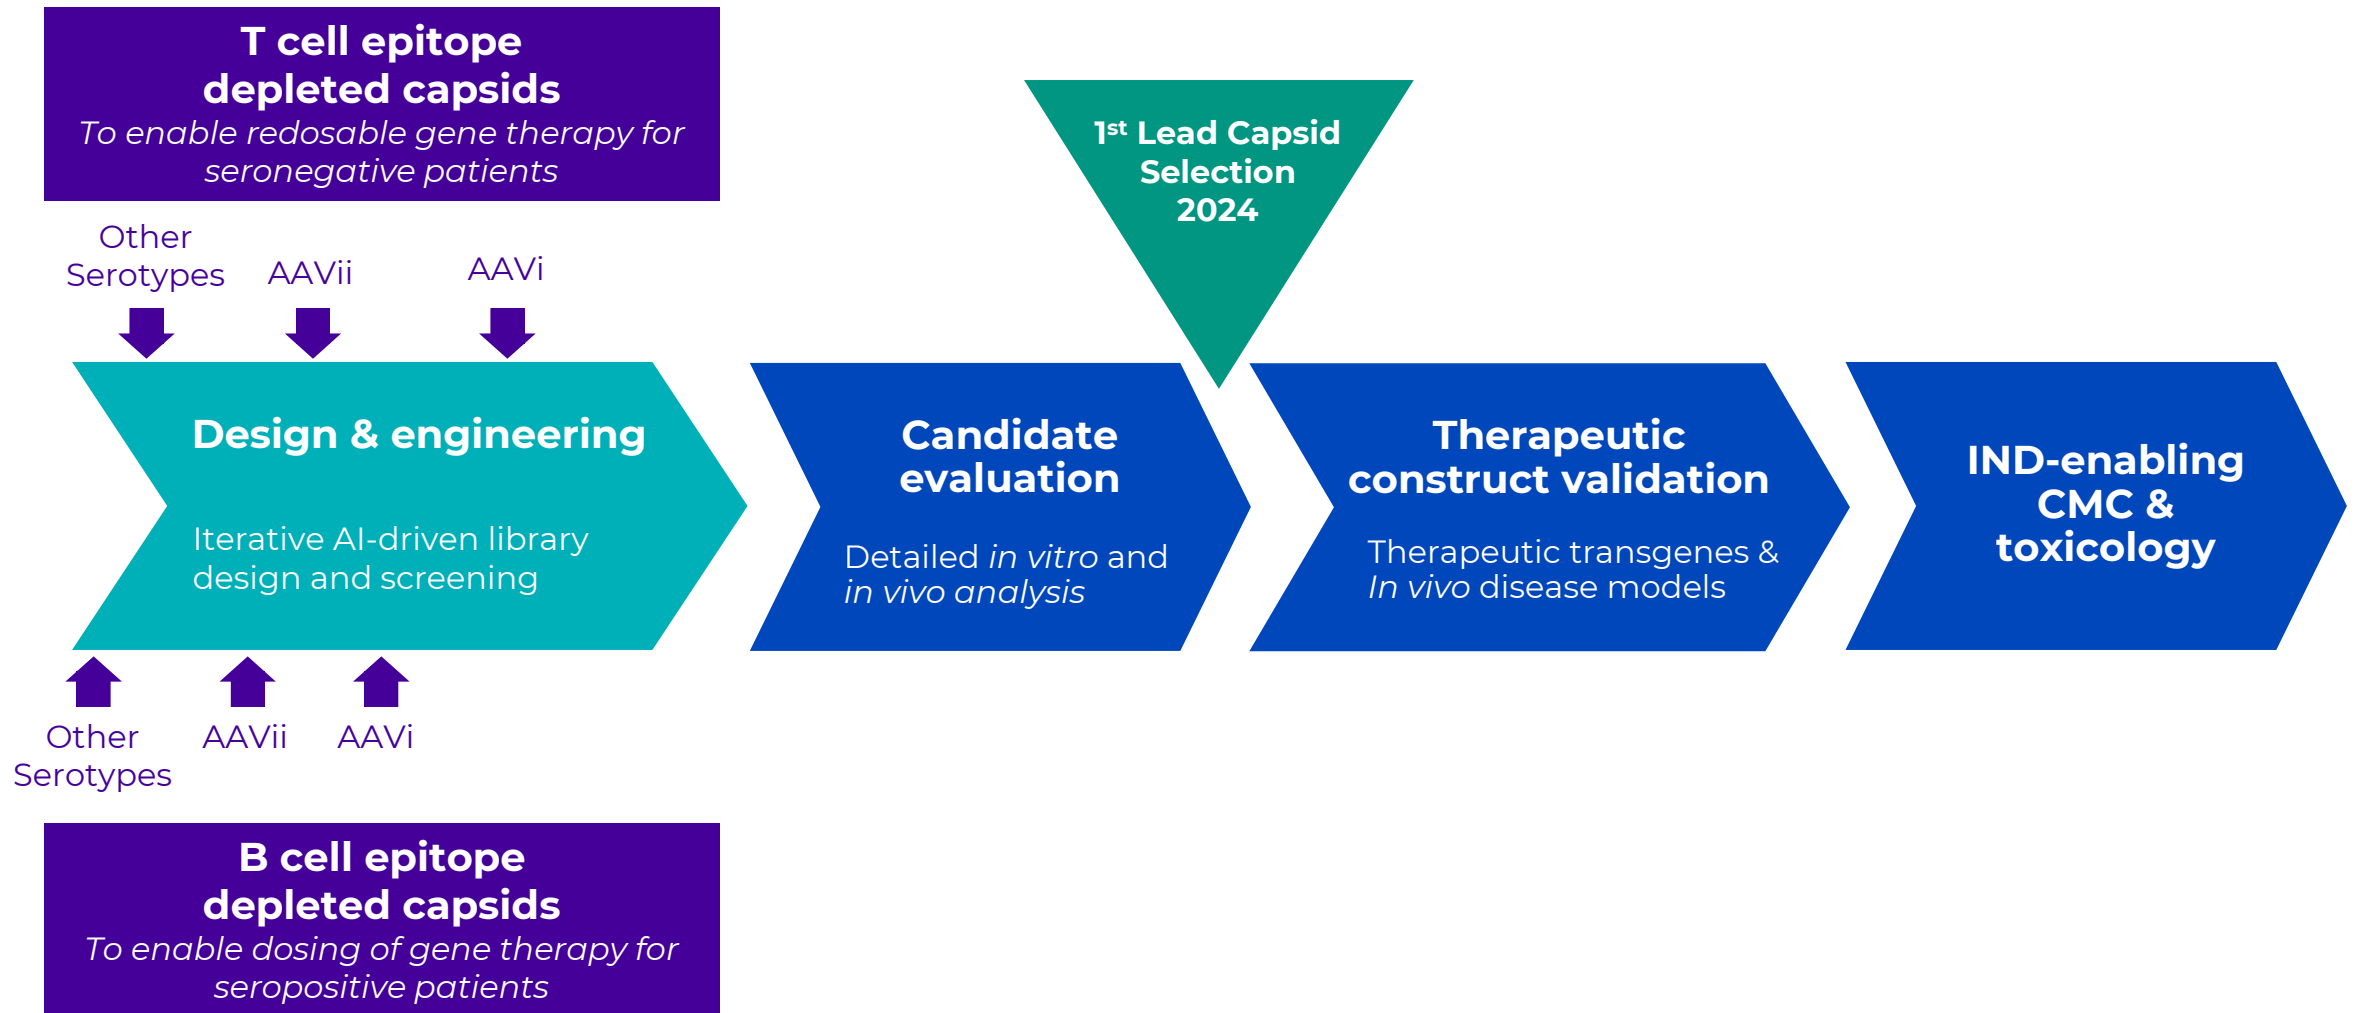 T cell epitope
depleted capsids
To enable redosable gene therapy for
seronegative patients
Other
Serotypes
AAVii
AAVi
1st Lead Capsid
Selection
2024
Design & engineering
Iterative AI-driven library
design and screening
Candidate
evaluation
Detailed in vitro and
in vivo analysis
Therapeutic
construct validation
Therapeutic transgenes &
In vivo disease models
IND-enabling
CMC &
toxicology
Other
Serotypes
AAVii
AAVi
B cell epitope
depleted capsids
To enable dosing of gene therapy for
seropositive patients